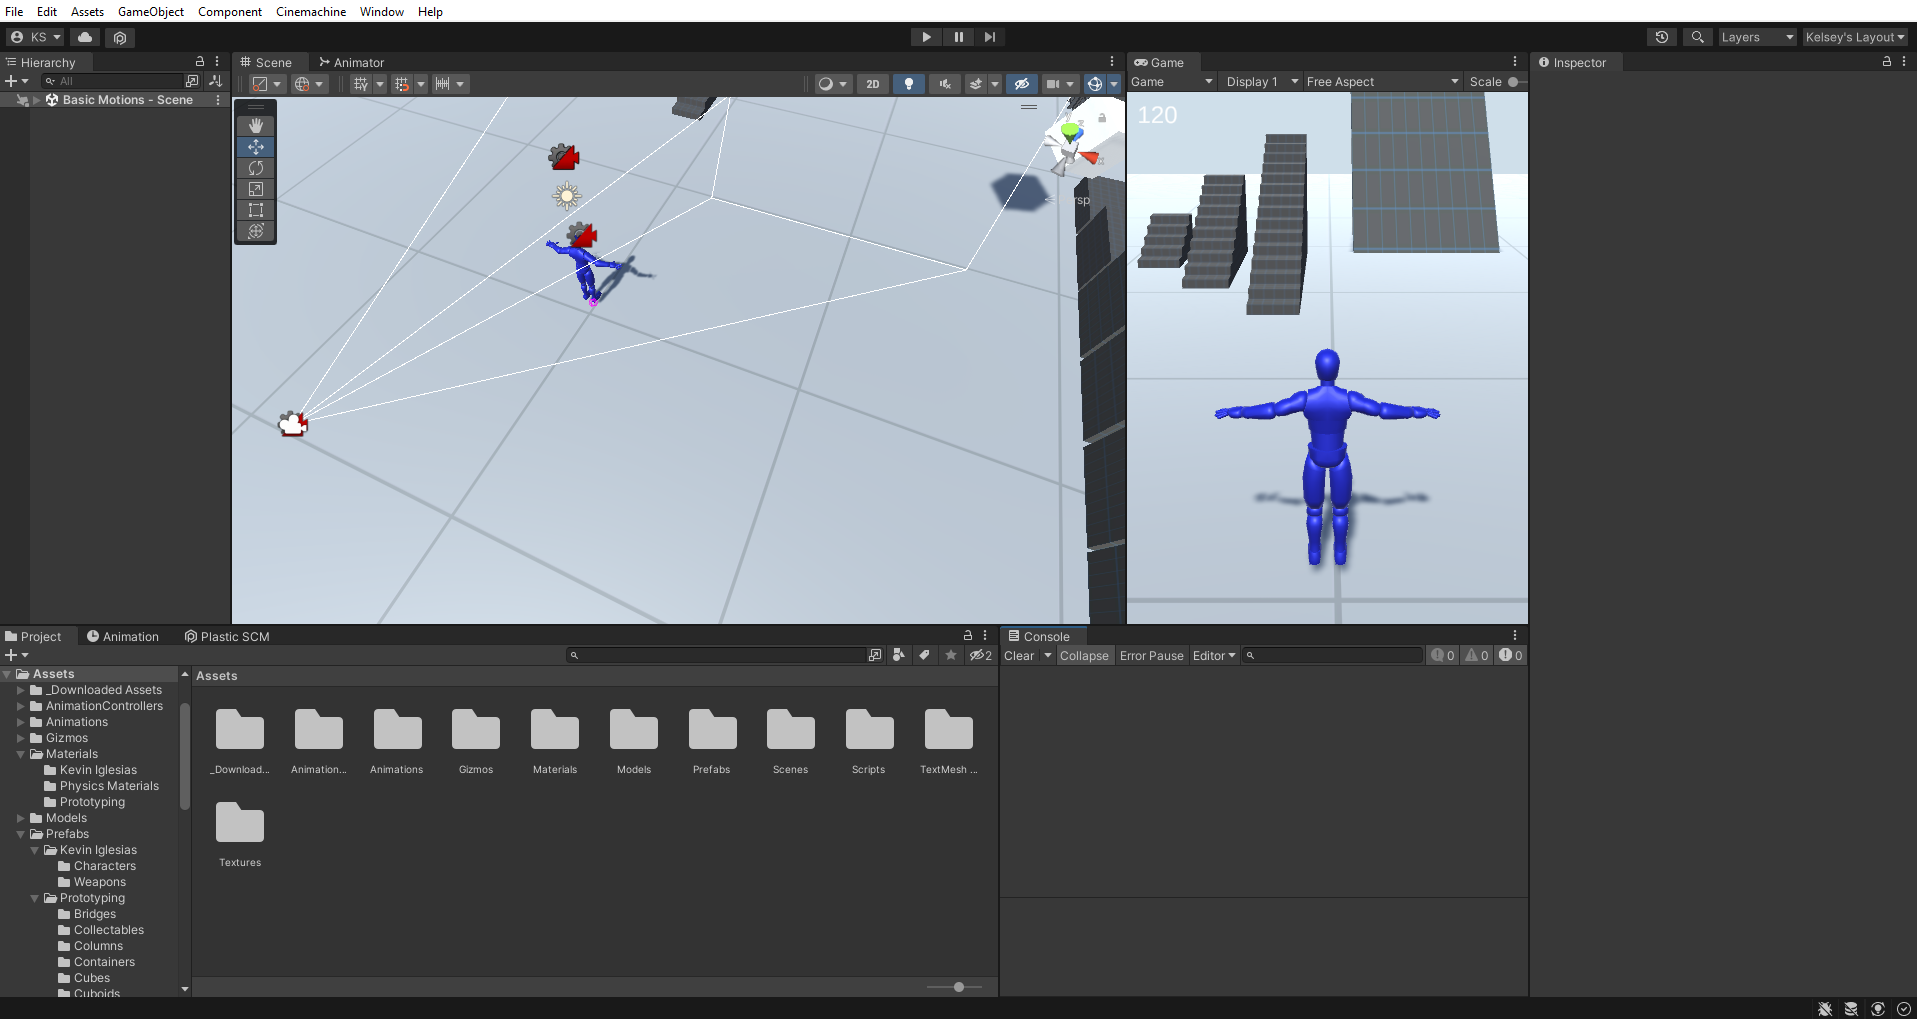 File Edit Assets GameObject Component Cinemachine Window Help
KS Layers Kelsey's Layout
Hierarchy
All
Basic Motions - Scene
Scene Animator
2D
rsp
Game
Game Display 1 Free Aspect Scale
120
Inspector
Project Animation Plastic SCM
2
Assets
_Downloaded Assets
AnimationControllers
Animations
Gizmos
Materials
Kevin Iglesias
Physics Materials
Prototyping
Models
Prefabs
Kevin Iglesias
Characters
Weapons
Prototyping
Bridges
Collectables
Columns
Containers
Cubes
Cuboids
Assets
_Download... Animation... Animations Gizmos Materials Models Prefabs Scenes Scripts TextMesh ...
Textures
Console
Clear Collapse Error Pause Editor 0 0 0